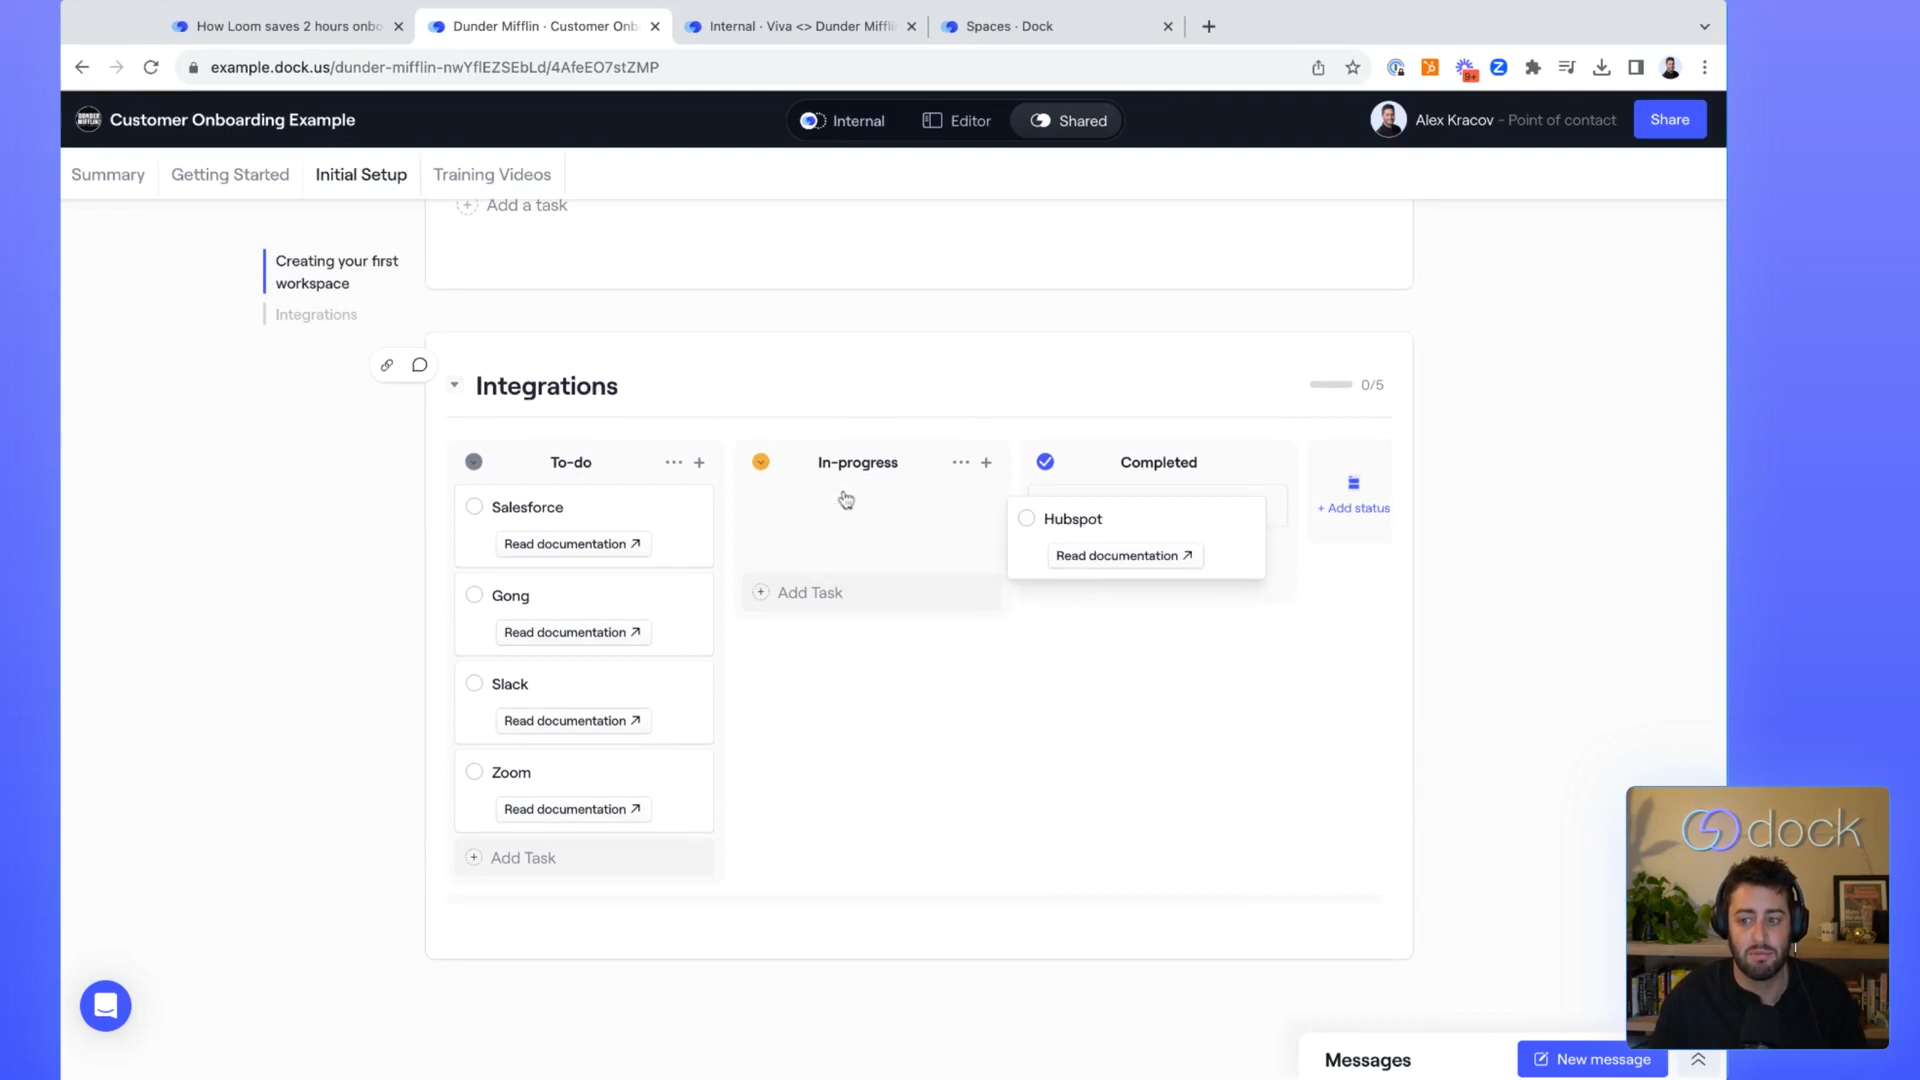 How Loom saves 2 hours onbo
Dunder Mifflin · Customer Onb
Internal · Viva <> Dunder Miffli
Spaces · Dock
example.dock.us/dunder-mifflin-nwYflEZSEbLd/4AfeEO7stZMP
9+
DUNDER MIFFLIN
Customer Onboarding Example
Internal
Editor
Shared
Alex Kracov - Point of contact
Share
Summary
Getting Started
Initial Setup
Training Videos
Add a task
Creating your first
workspace
Integrations
Integrations
0/5
To-do
In-progress
Completed
+ Add status
Salesforce
Read documentation
Gong
Read documentation
Slack
Read documentation
Zoom
Read documentation
Add Task
Add Task
Hubspot
Read documentation
dock
Messages
New message